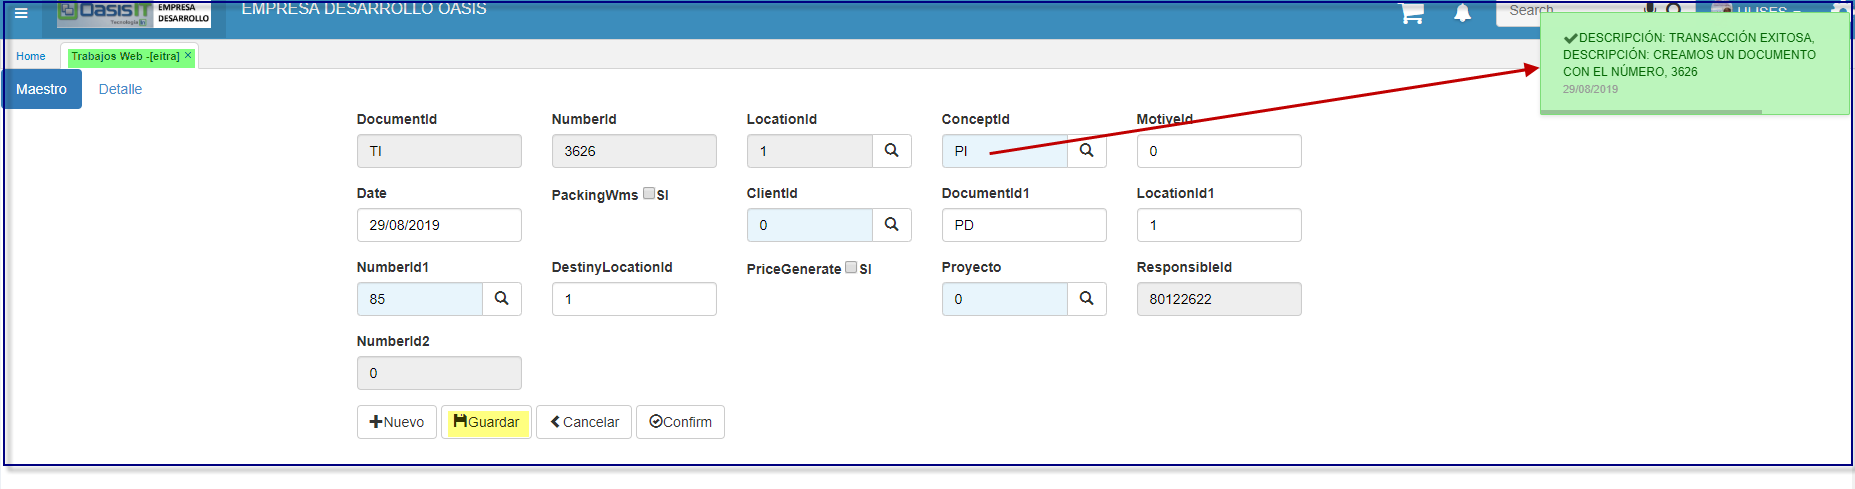 OasisIT
Tecnología
EMPRESA
DESARROLLO
EMPRESA DESARROLLO OASIS
Search
ULISES
Home
Trabajos Web -[eitra] ×
DESCRIPCIÓN: TRANSACCIÓN EXITOSA,
DESCRIPCIÓN: CREAMOS UN DOCUMENTO
CON EL NÚMERO, 3626
29/08/2019
Maestro
Detalle
DocumentId
NumberId
LocationId
ConceptId
MotiveId
TI
3626
1
PI
0
Date
PackingWms SI
ClientId
DocumentId1
LocationId1
29/08/2019
0
PD
1
NumberId1
DestinyLocationId
PriceGenerate SI
Proyecto
ResponsibleId
85
1
0
80122622
NumberId2
0
Nuevo
Guardar
Cancelar
Confirm